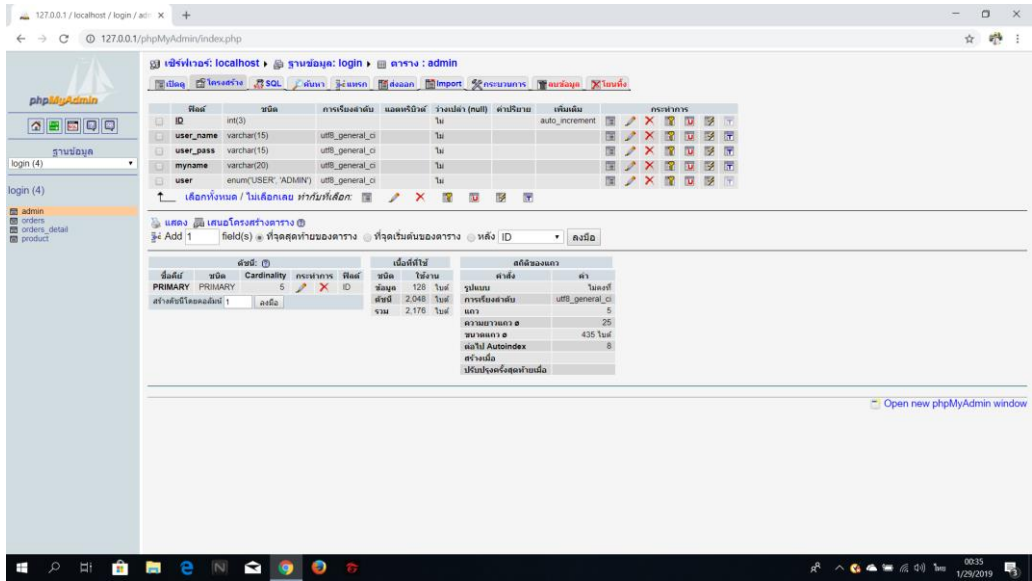 127.0.0.1 / localhost / login / adm
127.0.0.1/phpMyAdmin/index.php
phpMyAdmin
ฐานข้อมูล
login (4)
login (4)
admin
orders
orders_detail
product
เซิร์ฟเวอร์: localhost ▸ ฐานข้อมูล: login ▸ ตาราง : admin
เปิดดู โครงสร้าง SQL ค้นหา แทรก ส่งออก Import กระบวนการ ลบข้อมูล โยนทิ้ง
ฟิลด์ ชนิด การเรียงลำดับ แอตทริบิวต์ ว่างเปล่า (null) ค่าปริยาย เพิ่มเติม กระทำการ
ID int(3) ไม่ auto_increment
user_name varchar(15) utf8_general_ci ไม่
user_pass varchar(15) utf8_general_ci ไม่
myname varchar(20) utf8_general_ci ไม่
user enum('USER', 'ADMIN') utf8_general_ci ไม่
เลือกทั้งหมด / ไม่เลือกเลย ทำกับที่เลือก:
แสดง เสนอโครงสร้างตาราง
Add 1 field(s) ที่จุดสุดท้ายของตาราง ที่จุดเริ่มต้นของตาราง หลัง ID ลงมือ
ดัชนี:
ชื่อคีย์ ชนิด Cardinality กระทำการ ฟิลด์
PRIMARY PRIMARY 5 ID
สร้างดัชนีโดยคอลัมน์ 1 ลงมือ
เนื้อที่ที่ใช้
ชนิด ใช้งาน
ข้อมูล 128 ไบต์
ดัชนี 2,048 ไบต์
รวม 2,176 ไบต์
สถิติของแถว
คำสั่ง ค่า
รูปแบบ ไม่คงที่
การเรียงลำดับ utf8_general_ci
แถว 5
ความยาวแถว ø 25
ขนาดแถว ø 435 ไบต์
ต่อไป Autoindex 8
สร้างเมื่อ
ปรับปรุงครั้งสุดท้ายเมื่อ
Open new phpMyAdmin window
ไทย
00:35
1/29/2019